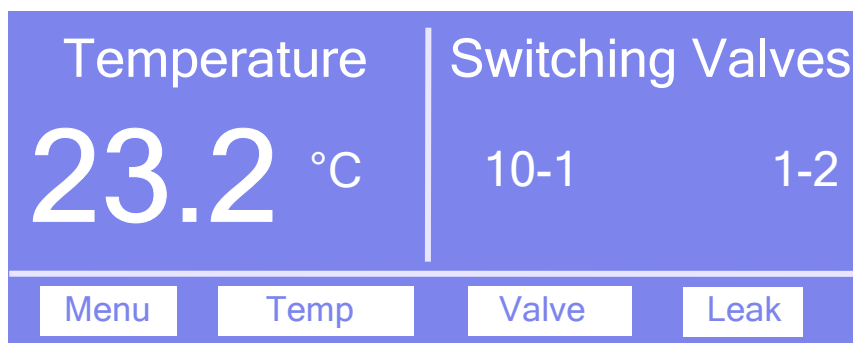 Temperature
Switching Valves
23.2 °C
10-1
1-2
Menu
Temp
Valve
Leak